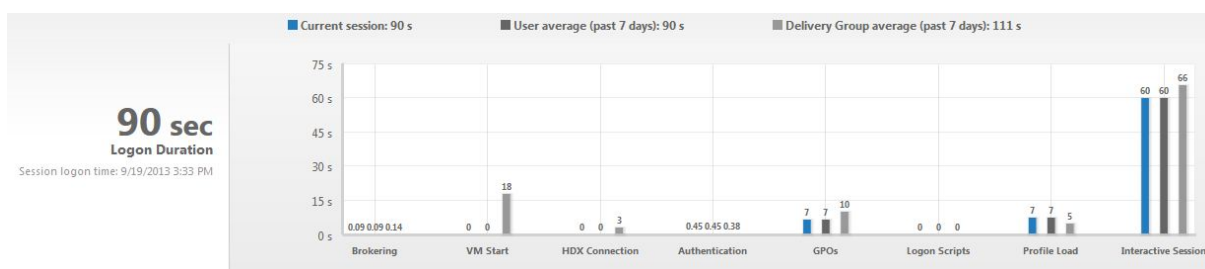 Current session: 90 s User average (past 7 days): 90 s Delivery Group average (past 7 days): 111 s
90 sec
Logon Duration
Session logon time: 9/19/2013 3:33 PM
75 s
60 s
45 s
30 s
15 s
0 s
0.09 0.09 0.14
0 0 18
0 0 3
0.45 0.45 0.38
7 7 10
0 0 0
7 7 5
60 60 66
Brokering VM Start HDX Connection Authentication GPOs Logon Scripts Profile Load Interactive Session